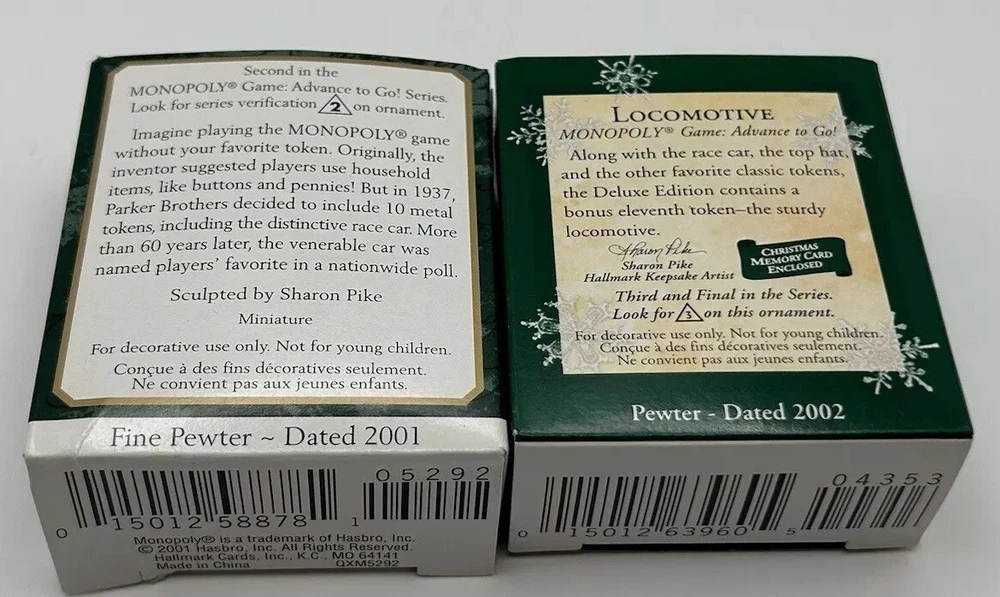 Second in the
MONOPOLY® Game: Advance to Go! Series.
Look for series verification 2 on ornament.
Imagine playing the MONOPOLY® game
without your favorite token. Originally, the
inventor suggested players use household
items, like buttons and pennies! But in 1937,
Parker Brothers decided to include 10 metal
tokens, including the distinctive race car. More
than 60 years later, the venerable car was
named players' favorite in a nationwide poll.
Sculpted by Sharon Pike
Miniature
For decorative use only. Not for young children.
Conçue à des fins décoratives seulement.
Ne convient pas aux jeunes enfants.
Fine Pewter ~ Dated 2001
05292
0 15012 58878 1
Monopoly® is a trademark of Hasbro, Inc.
© 2001 Hasbro, Inc. All Rights Reserved.
Hallmark Cards, Inc., K.C., MO 64141
Made in China QXM5292
LOCOMOTIVE
MONOPOLY® Game: Advance to Go!
Along with the race car, the top hat,
and the other favorite classic tokens,
the Deluxe Edition contains a
bonus eleventh token–the sturdy
locomotive.
Sharon Pike
Sharon Pike
Hallmark Keepsake Artist
CHRISTMAS
MEMORY CARD
ENCLOSED
Third and Final in the Series.
Look for 3 on this ornament.
For decorative use only. Not for young children.
Conçue à des fins décoratives seulement.
Ne convient pas aux jeunes enfants.
Pewter - Dated 2002
04353
0 15012 63960 5